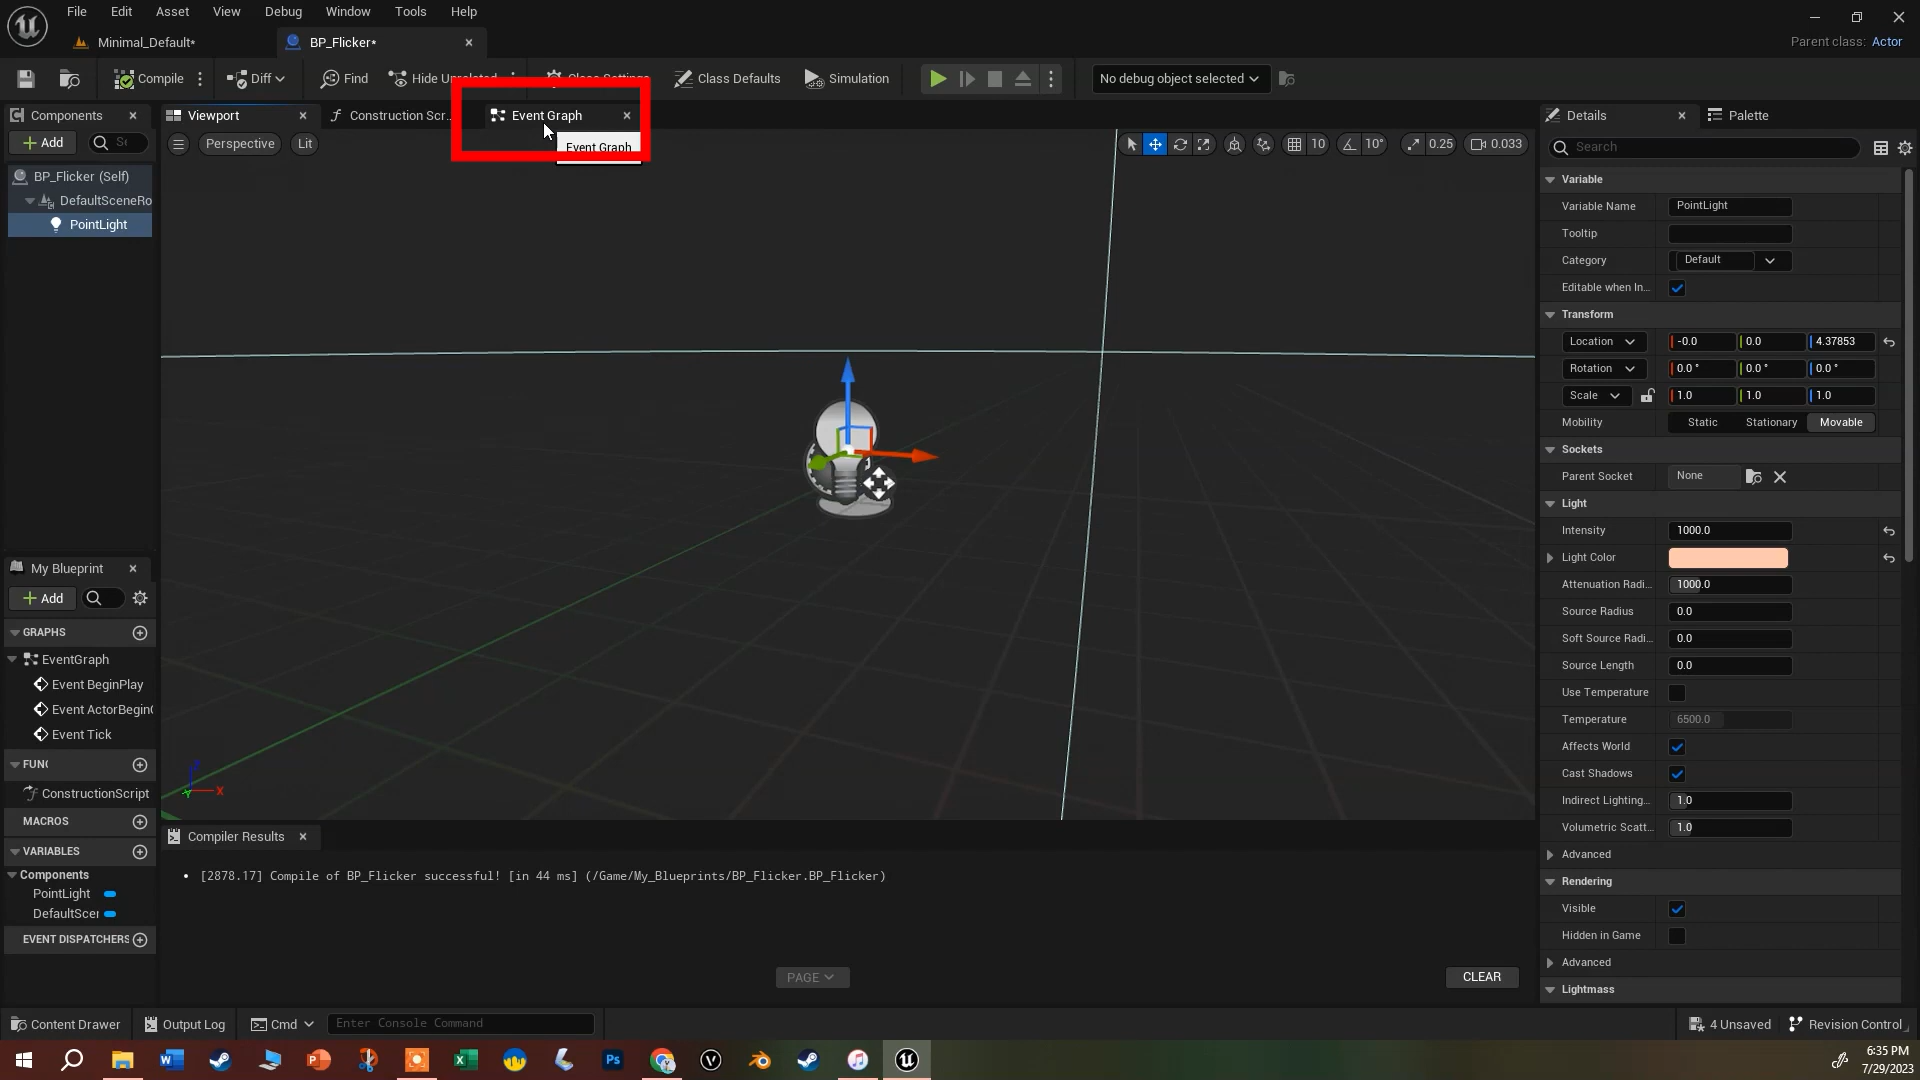 File Edit Asset View Debug Window Tools Help
Minimal_Default* BP_Flicker*
Parent class: Actor
Compile Diff Find Hide Unrelated Class Settings Class Defaults Simulation No debug object selected
Components Viewport Construction Scr... Event Graph Details Palette
Add Perspective Lit Event Graph 10 10° 0.25 0.033 Search
BP_Flicker (Self)
DefaultSceneRo
PointLight
Variable
Variable Name PointLight
Tooltip
Category Default
Editable when In...
Transform
Location -0.0 0.0 4.37853
Rotation 0.0 ° 0.0 ° 0.0 °
Scale 1.0 1.0 1.0
Mobility Static Stationary Movable
Sockets
Parent Socket None
Light
Intensity 1000.0
Light Color
Attenuation Radi... 1000.0
Source Radius 0.0
Soft Source Radi... 0.0
Source Length 0.0
Use Temperature
Temperature 6500.0
Affects World
Cast Shadows
Indirect Lighting... 1.0
Volumetric Scatt... 1.0
Advanced
Rendering
Visible
Hidden in Game
Advanced
Lightmass
My Blueprint
Add
GRAPHS
EventGraph
Event BeginPlay
Event ActorBegin
Event Tick
FUNC
ConstructionScript
MACROS
VARIABLES
Components
PointLight
DefaultScer
EVENT DISPATCHERS
X
Compiler Results
[2878.17] Compile of BP_Flicker successful! [in 44 ms] (/Game/My_Blueprints/BP_Flicker.BP_Flicker)
PAGE CLEAR
Content Drawer Output Log Cmd Enter Console Command 4 Unsaved Revision Control
6:35 PM
7/29/2023